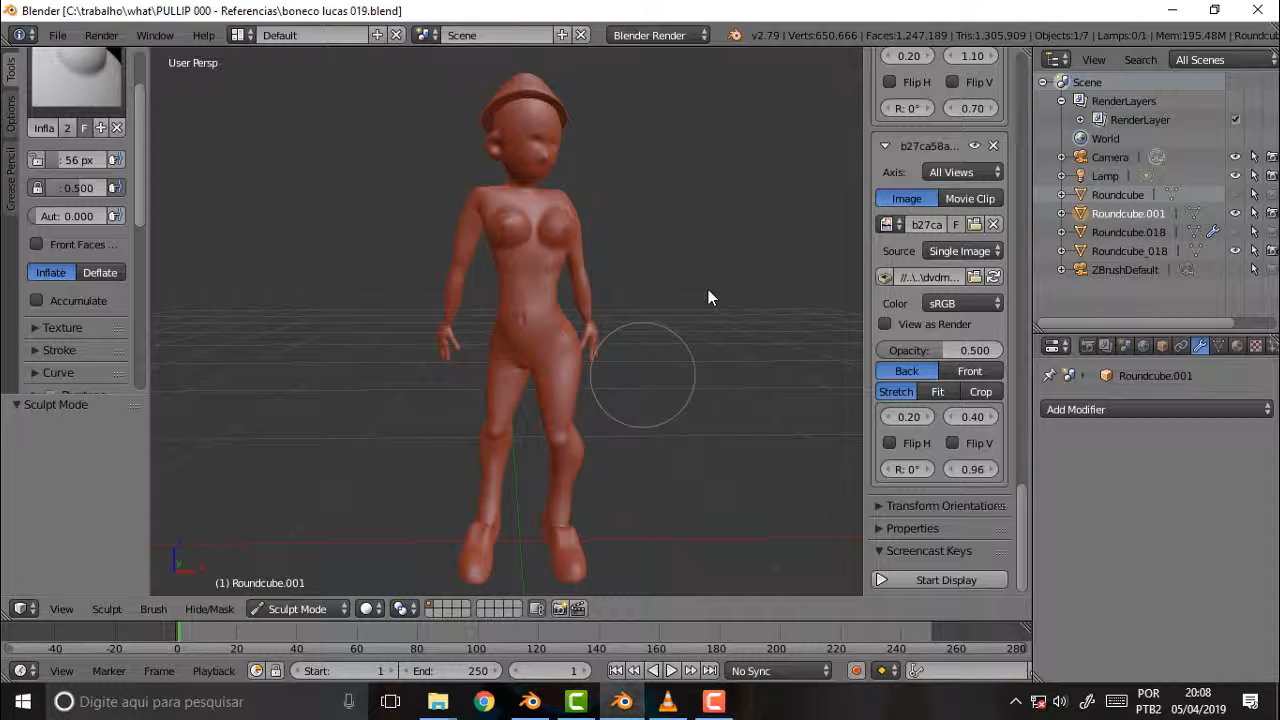 Blender [C:\trabalho\what\PULLIP 000 - Referencias\boneco lucas 019.blend]
File Render Window Help Default Scene Blender Render v2.79 | Verts:650,666 | Faces:1,247,189 | Tris:1,305,909 | Objects:1/7 | Lamps:0/1 | Mem:195.48M | Roundcub
Tools
Options
Grease Pencil
Infla 2 F
: 56 px
: 0.500
Aut: 0.000
Front Faces ...
Inflate Deflate
Accumulate
Texture
Stroke
Curve
Sculpt Mode
User Persp
(1) Roundcube.001
0.20 1.10
Flip H Flip V
R: 0° 0.70
b27ca58a...
Axis: All Views
Image Movie Clip
b27ca F
Source Single Image
//...\dvdm...
Color sRGB
View as Render
Opacity: 0.500
Back Front
Stretch Fit Crop
0.20 0.40
Flip H Flip V
R: 0° 0.96
Transform Orientations
Properties
Screencast Keys
Start Display
View Search All Scenes
Scene
RenderLayers
RenderLayer
World
Camera
Lamp
Roundcube
Roundcube.001
Roundcube.018
Roundcube_018
ZBrushDefault
Roundcube.001
Add Modifier
View Sculpt Brush Hide/Mask Sculpt Mode
-40 -20 0 20 40 60 80 100 120 140 160 180 200 220 240 260 280
View Marker Frame Playback Start: 1 End: 250 1 No Sync
Digite aqui para pesquisar
POR
PTB2
20:08
05/04/2019